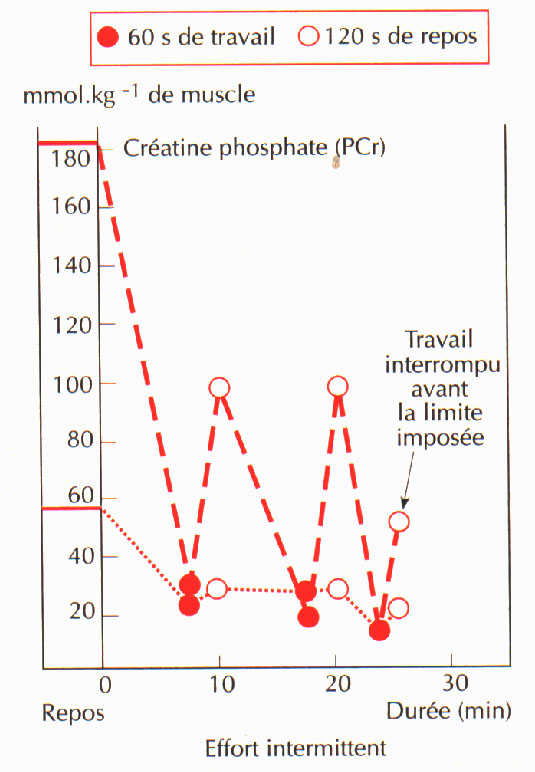 60 s de travail 120 s de repos
mmol.kg -1 de muscle
Créatine phosphate (PCr)
180
160
140
120
100
80
60
40
20
Travail
interrompu
avant
la limite
imposée
0 10 20 30
Repos Durée (min)
Effort intermittent